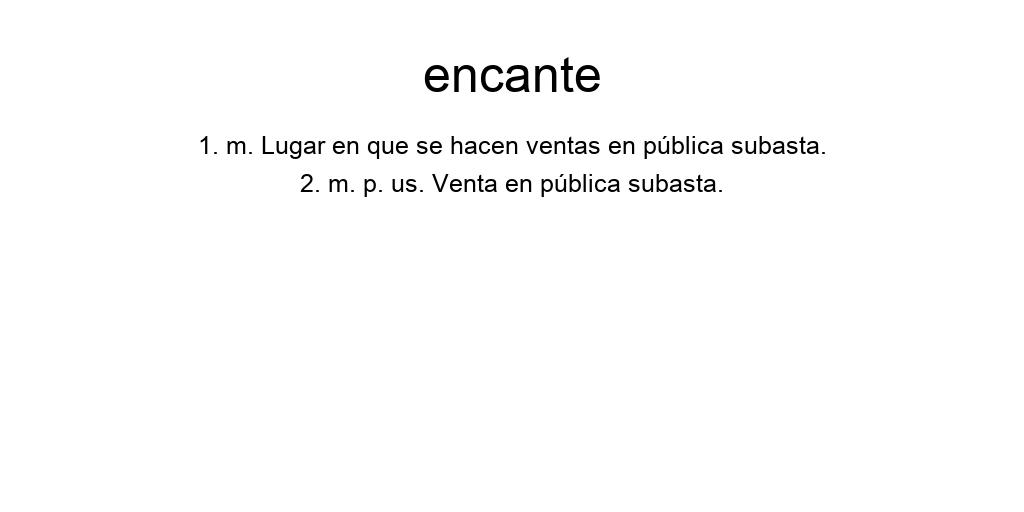 encante
1. m. Lugar en que se hacen ventas en pública subasta.
2. m. p. us. Venta en pública subasta.